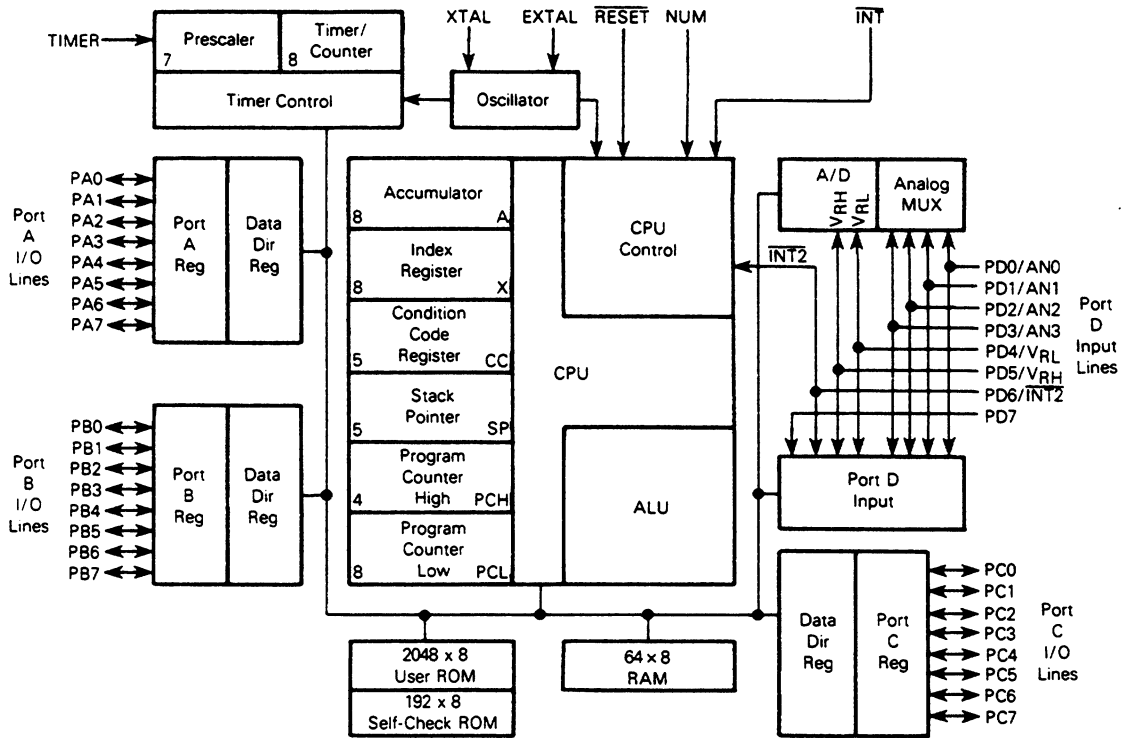 XTAL
EXTAL
RESET
NUM
INT
TIMER
Prescaler
7
Timer/
Counter
8
Timer Control
Oscillator
Port
A
I/O
Lines
PA0
PA1
PA2
PA3
PA4
PA5
PA6
PA7
Port
A
Reg
Data
Dir
Reg
Accumulator
8
A
Index
Register
8
X
Condition
Code
Register
5
CC
Stack
Pointer
5
SP
Program
Counter
High
4
PCH
Program
Counter
Low
8
PCL
CPU
CPU
Control
ALU
INT2
A/D
VRH
VRL
Analog
MUX
PD0/AN0
PD1/AN1
PD2/AN2
PD3/AN3
PD4/VRL
PD5/VRH
PD6/INT2
PD7
Port
D
Input
Lines
Port D
Input
Port
B
I/O
Lines
PB0
PB1
PB2
PB3
PB4
PB5
PB6
PB7
Port
B
Reg
Data
Dir
Reg
2048 x 8
User ROM
192 x 8
Self-Check ROM
64 x 8
RAM
Data
Dir
Reg
Port
C
Reg
PC0
PC1
PC2
PC3
PC4
PC5
PC6
PC7
Port
C
I/O
Lines